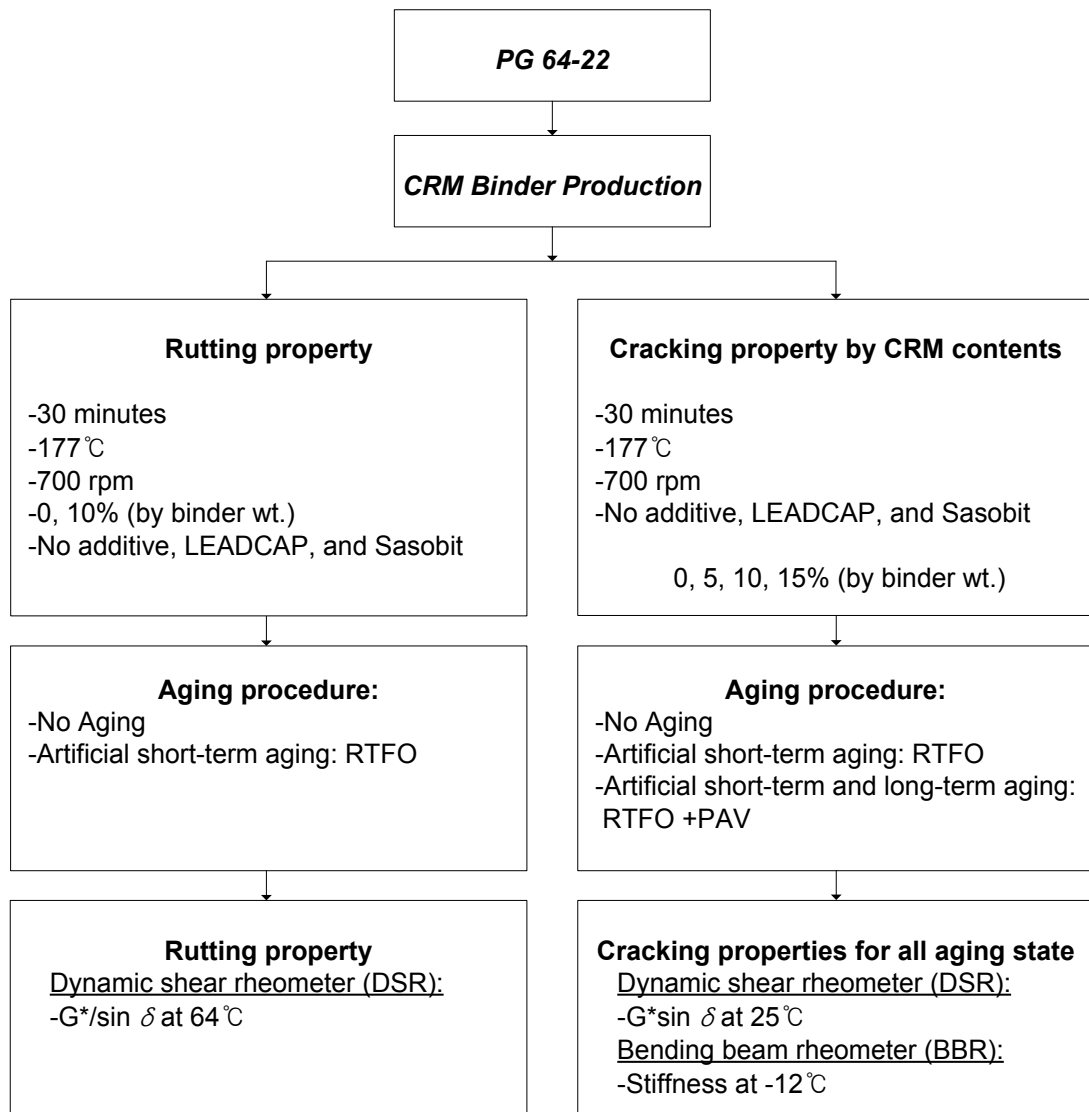 PG 64-22
CRM Binder Production
Rutting property
-30 minutes
-177℃
-700 rpm
-0, 10% (by binder wt.)
-No additive, LEADCAP, and Sasobit
Cracking property by CRM contents
-30 minutes
-177℃
-700 rpm
-No additive, LEADCAP, and Sasobit
0, 5, 10, 15% (by binder wt.)
Aging procedure:
-No Aging
-Artificial short-term aging: RTFO
Aging procedure:
-No Aging
-Artificial short-term aging: RTFO
-Artificial short-term and long-term aging:
RTFO +PAV
Rutting property
Dynamic shear rheometer (DSR):
-G*/sin δ at 64℃
Cracking properties for all aging state
Dynamic shear rheometer (DSR):
-G*sin δ at 25℃
Bending beam rheometer (BBR):
-Stiffness at -12℃